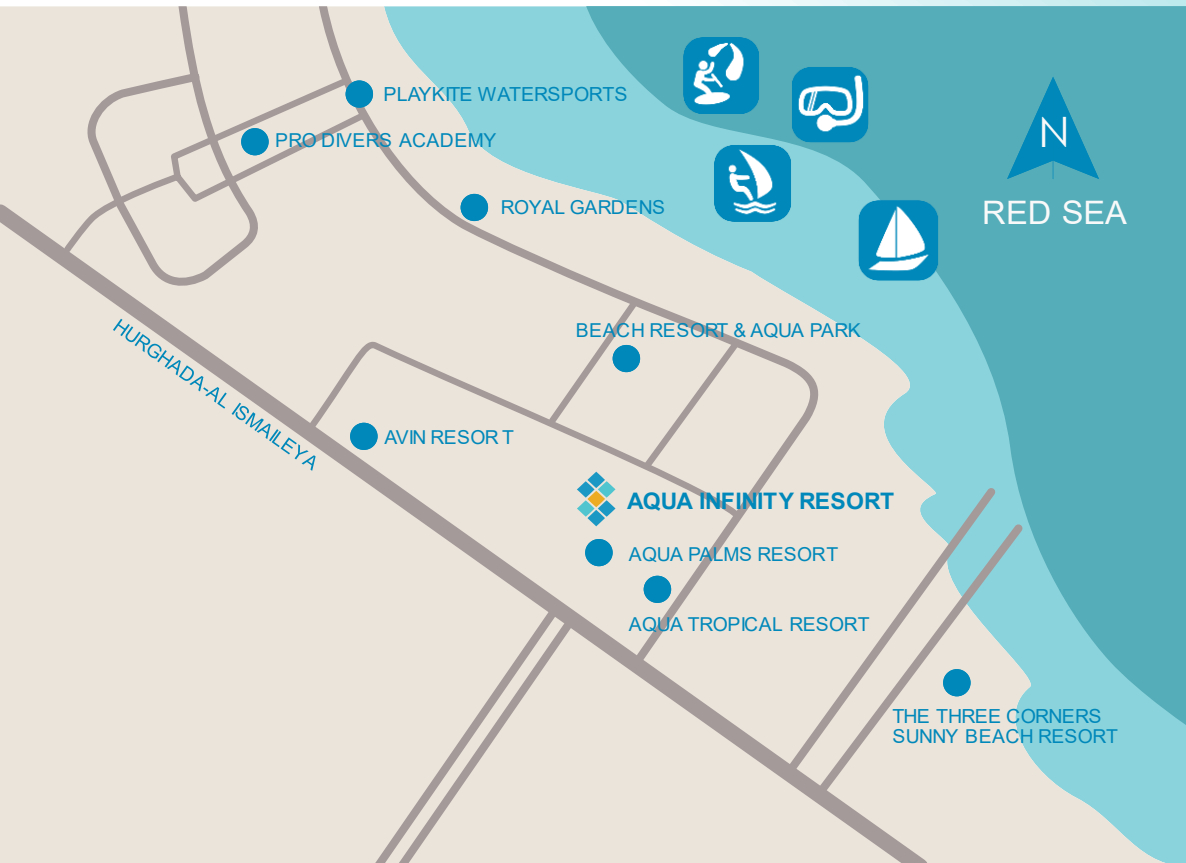 PLAYKITE WATERSPORTS
N
PRO DIVERS ACADEMY
ROYAL GARDENS
RED SEA
BEACH RESORT & AQUA PARK
HURGHADA-AL ISMAILEYA
AVIN RESORT
AQUA INFINITY RESORT
AQUA PALMS RESORT
AQUA TROPICAL RESORT
THE THREE CORNERS
SUNNY BEACH RESORT